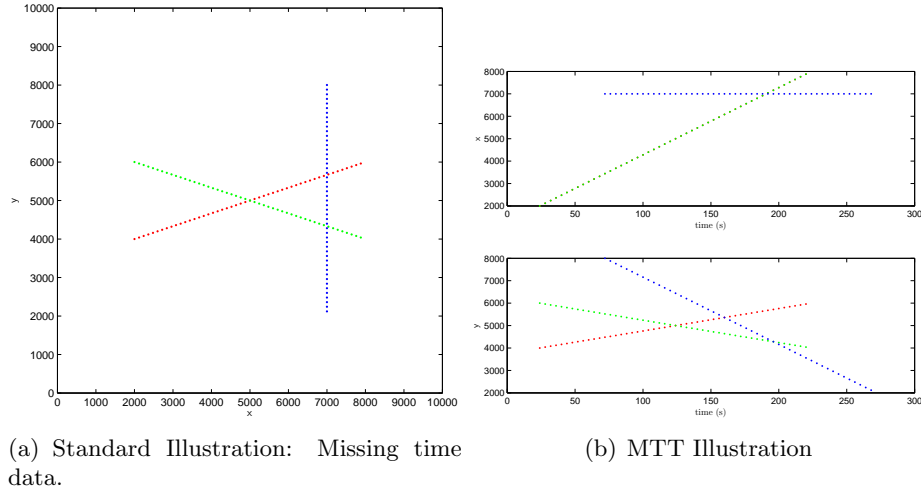 10000
9000
8000
7000
6000
5000
4000
3000
2000
1000
0
y
0 1000 2000 3000 4000 5000 6000 7000 8000 9000 10000
x
(a) Standard Illustration: Missing time
data.
8000
7000
6000
5000
4000
3000
2000
x
0 50 100 150 200 250 300
time (s)
8000
7000
6000
5000
4000
3000
2000
y
0 50 100 150 200 250 300
time (s)
(b) MTT Illustration